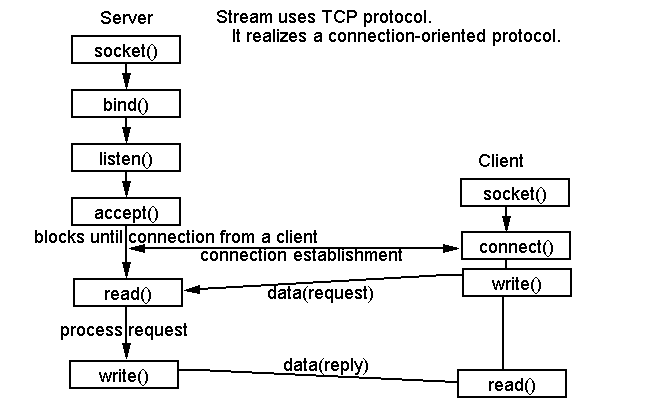 Server
Stream uses TCP protocol.
It realizes a connection-oriented protocol.
socket()
bind()
listen()
Client
accept()
socket()
blocks until connection from a client
connect()
connection establishment
read()
data(request)
write()
process request
write()
data(reply)
read()